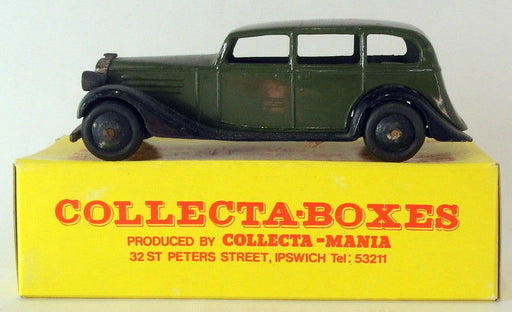 COLLECTA-BOXES
PRODUCED BY COLLECTA-MANIA
32 ST PETERS STREET, IPSWICH Tel: 53211